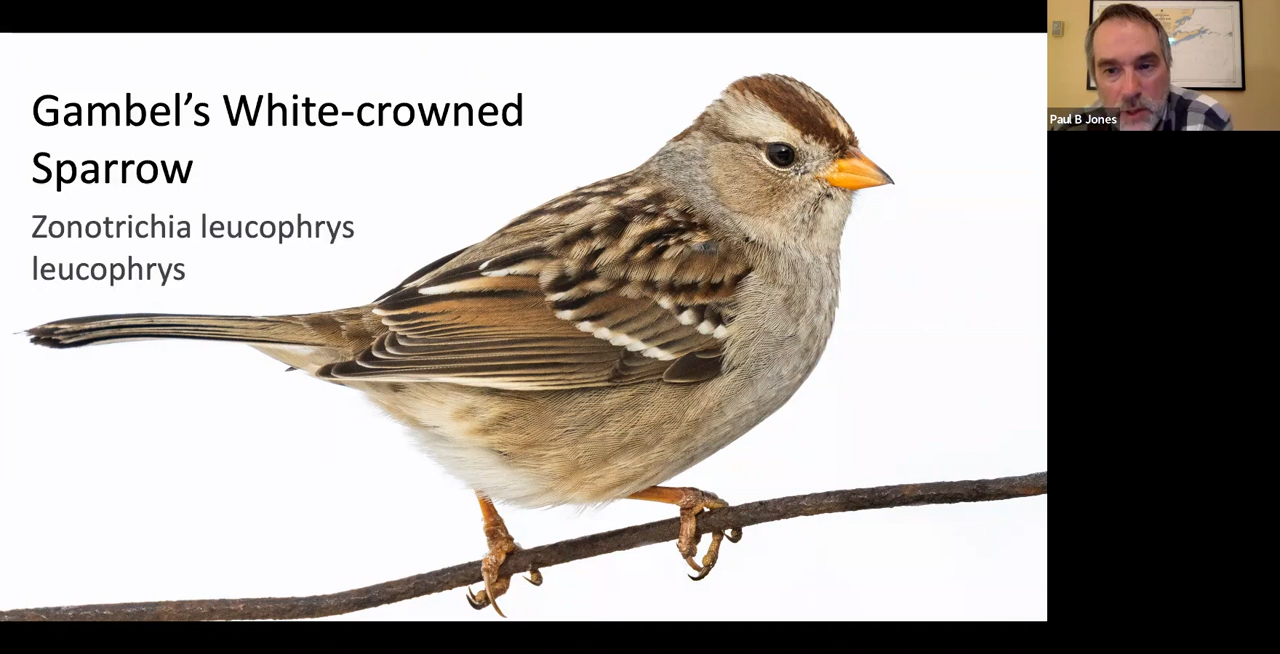 Gambel’s White-crowned
Sparrow
Zonotrichia leucophrys
leucophrys
Paul B Jones